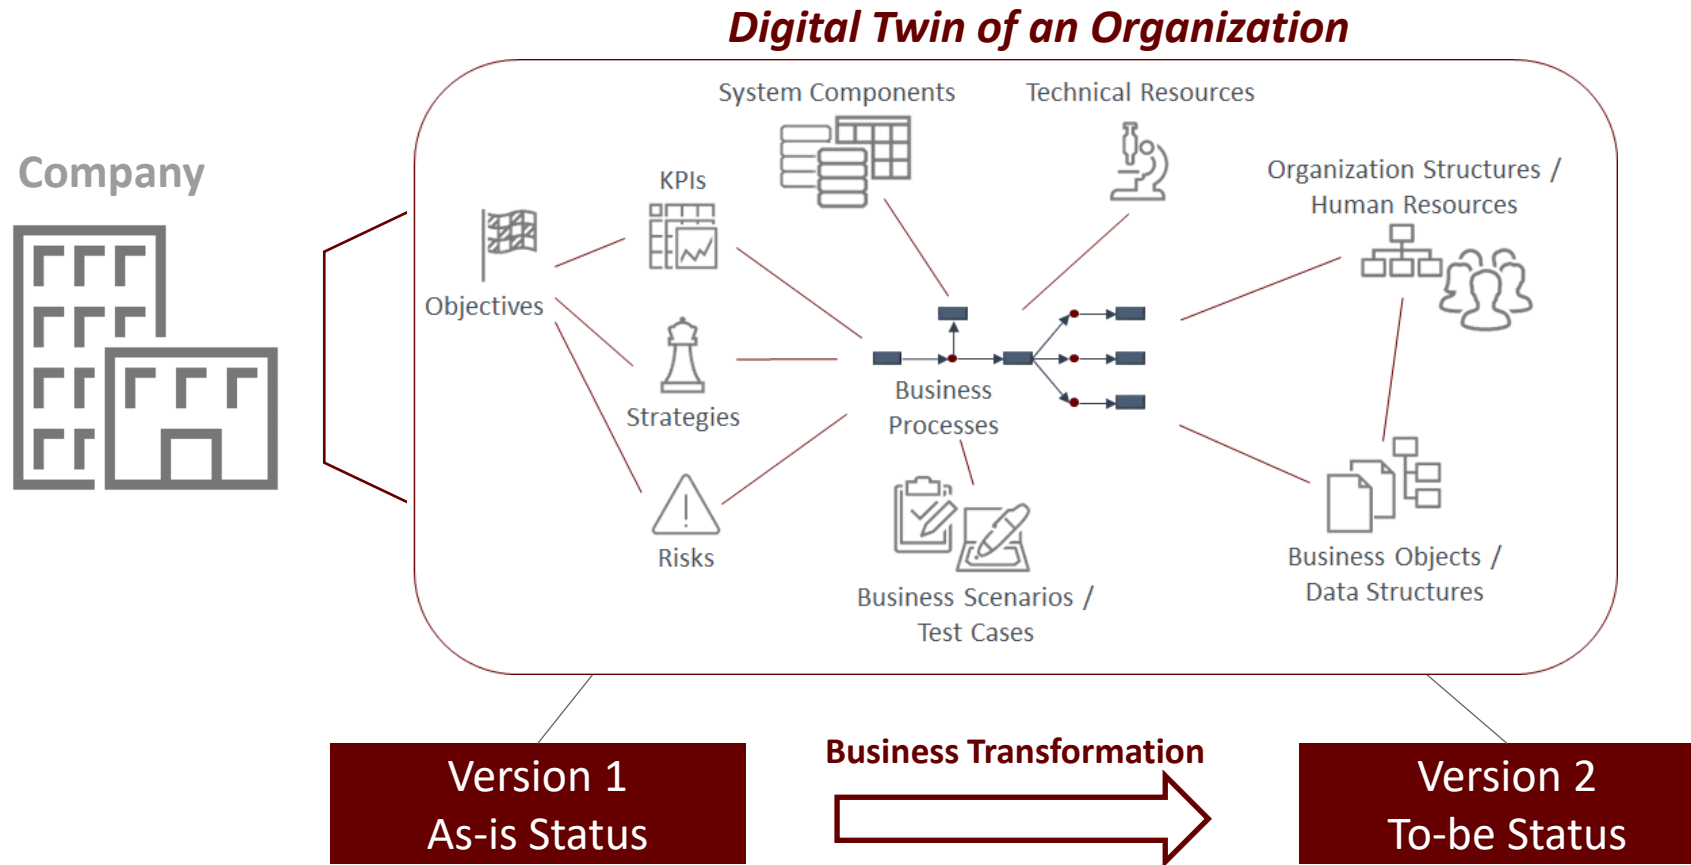 Digital Twin of an Organization
System Components
Technical Resources
Company
KPIs
Organization Structures /
Human Resources
Objectives
Strategies
Business
Processes
Risks
Business Scenarios /
Test Cases
Business Objects /
Data Structures
Version 1
As-is Status
Business Transformation
Version 2
To-be Status